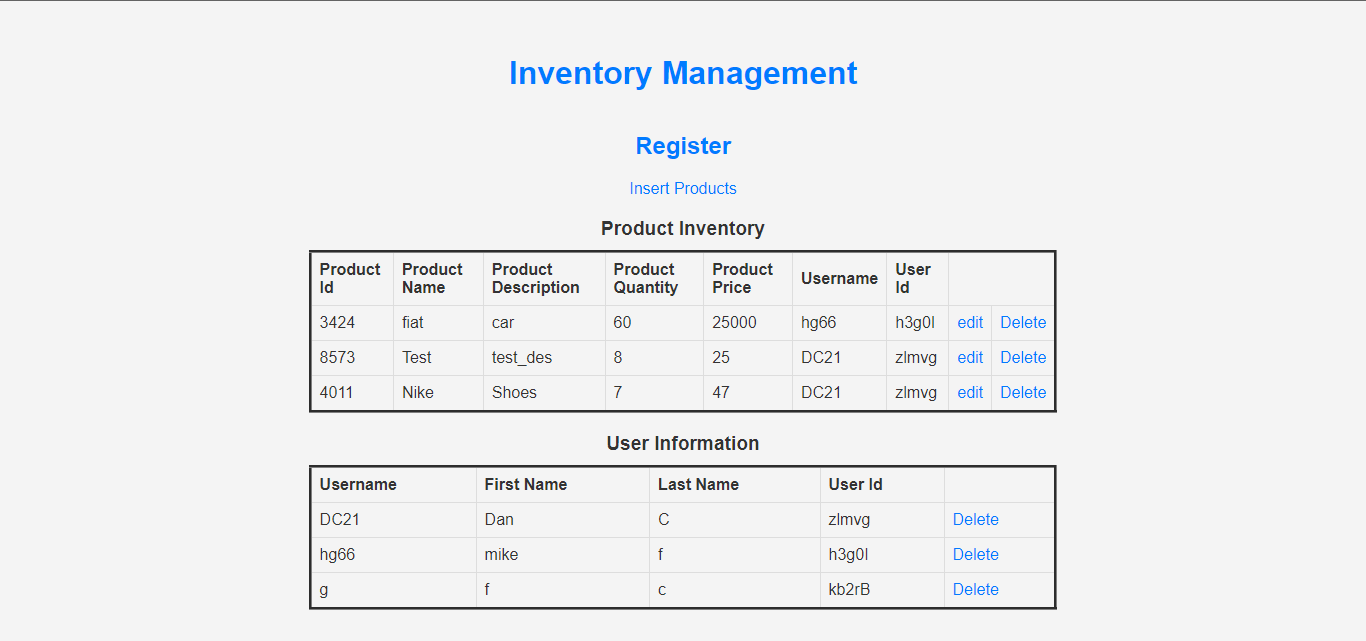 Inventory Management
Register
Insert Products
Product Inventory
Product Id Product Name Product Description Product Quantity Product Price Username User Id
3424 fiat car 60 25000 hg66 h3g0l edit Delete
8573 Test test_des 8 25 DC21 zlmvg edit Delete
4011 Nike Shoes 7 47 DC21 zlmvg edit Delete
User Information
Username First Name Last Name User Id
DC21 Dan C zlmvg Delete
hg66 mike f h3g0l Delete
g f c kb2rB Delete